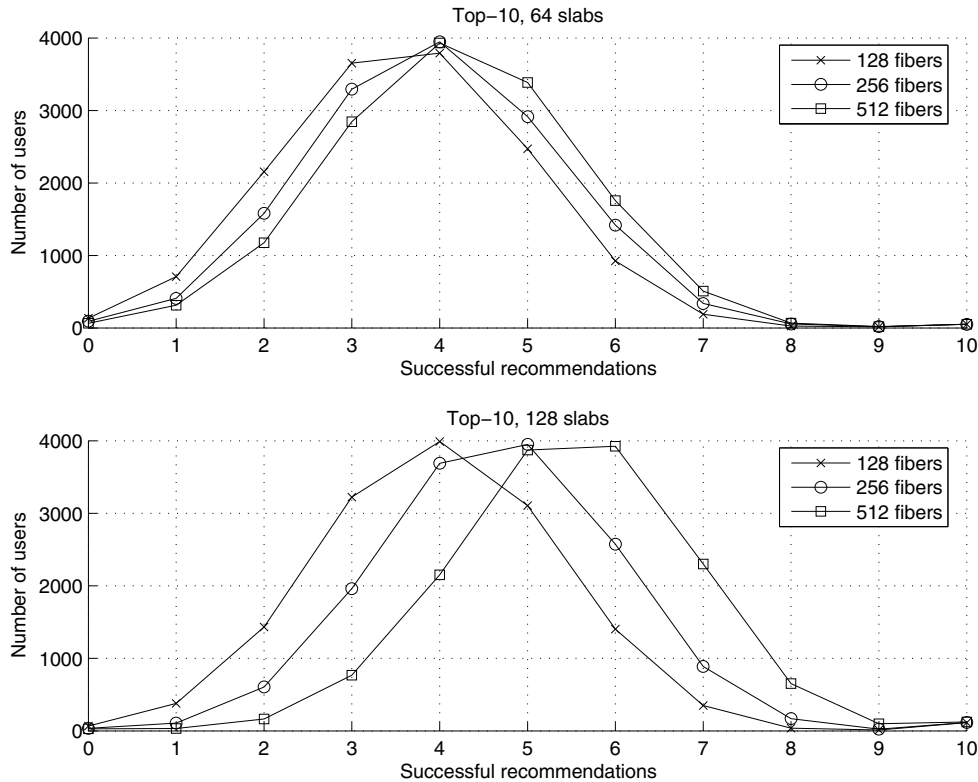 Top−10, 64 slabs
4000
3000
2000
1000
0
Number of users
128 fibers
256 fibers
512 fibers
0 1 2 3 4 5 6 7 8 9 10
Successful recommendations
Top−10, 128 slabs
4000
3000
2000
1000
0
Number of users
128 fibers
256 fibers
512 fibers
0 1 2 3 4 5 6 7 8 9 10
Successful recommendations